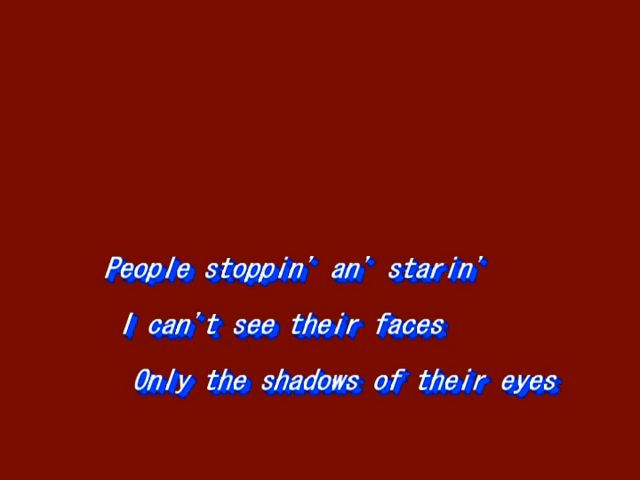 People stoppin' an' starin'
I can't see their faces
Only the shadows of their eyes